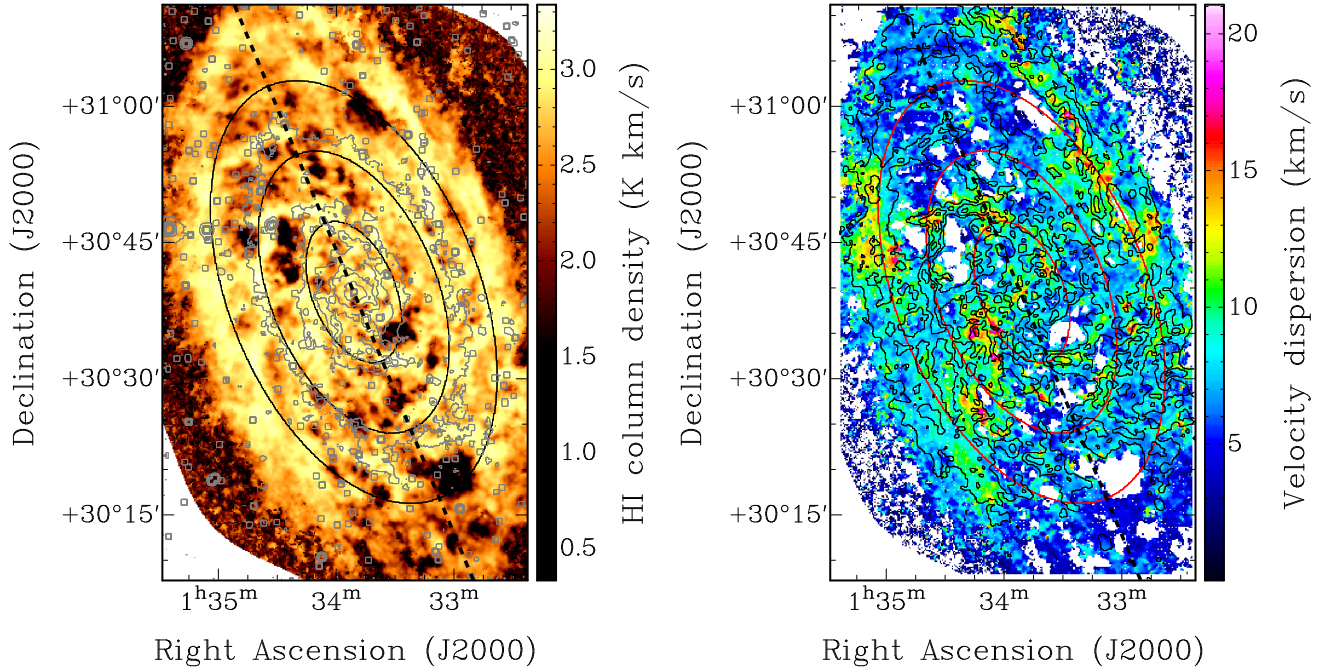 Declination (J2000)
+31°00′
+30°45′
+30°30′
+30°15′
1ʰ35ᵐ 34ᵐ 33ᵐ
Right Ascension (J2000)
3.0
2.5
2.0
1.5
1.0
0.5
HI column density (K km/s)
Declination (J2000)
+31°00′
+30°45′
+30°30′
+30°15′
1ʰ35ᵐ 34ᵐ 33ᵐ
Right Ascension (J2000)
20
15
10
5
Velocity dispersion (km/s)